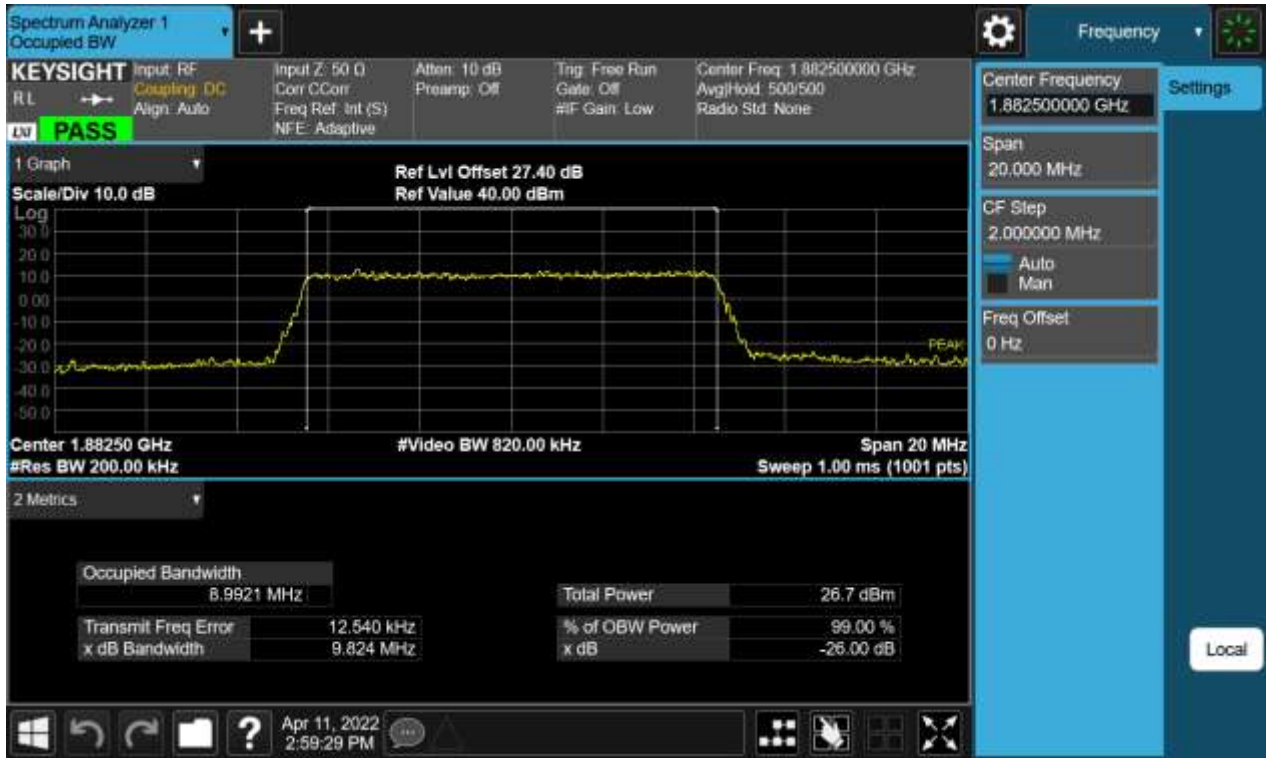 Spectrum Analyzer 1
Occupied BW
+
Frequency
KEYSIGHT
RL
LXI
PASS
Input: RF
Coupling: DC
Align: Auto
Input Z: 50 Ω
Corr CCorr
Freq Ref: Int (S)
NFE: Adaptive
Atten: 10 dB
Preamp: Off
Trig: Free Run
Gate: Off
#IF Gain: Low
Center Freq: 1.882500000 GHz
Avg|Hold: 500/500
Radio Std: None
Center Frequency
1.882500000 GHz
Settings
Span
20.000 MHz
CF Step
2.000000 MHz
Auto
Man
Freq Offset
0 Hz
Local
1 Graph
Scale/Div 10.0 dB
Ref Lvl Offset 27.40 dB
Ref Value 40.00 dBm
Log
30.0
20.0
10.0
0.00
-10.0
-20.0
-30.0
-40.0
-50.0
PEAK
Center 1.88250 GHz
#Video BW 820.00 kHz
Span 20 MHz
#Res BW 200.00 kHz
Sweep 1.00 ms (1001 pts)
2 Metrics
Occupied Bandwidth
8.9921 MHz
Total Power 26.7 dBm
Transmit Freq Error 12.540 kHz
% of OBW Power 99.00 %
x dB Bandwidth 9.824 MHz
x dB -26.00 dB
?
Apr 11, 2022
2:59:29 PM